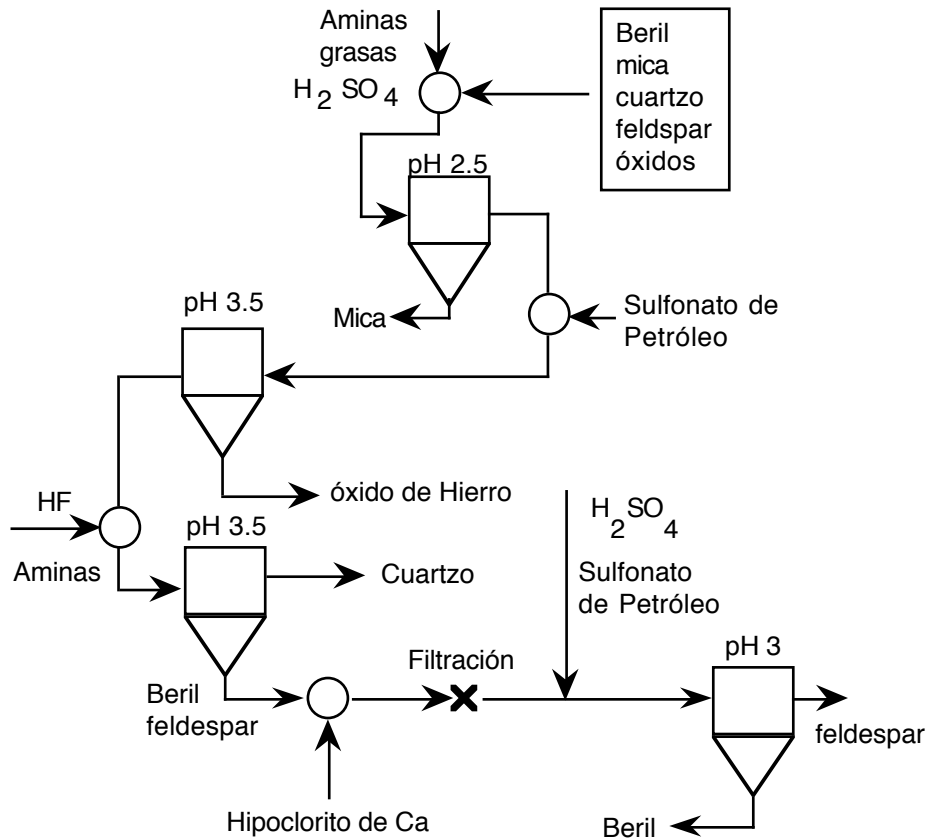 Aminas
grasas
H2 SO4
Beril
mica
cuartzo
feldspar
óxidos
pH 2.5
Mica
Sulfonato de
Petróleo
pH 3.5
óxido de Hierro
HF
Aminas
pH 3.5
Cuartzo
H2SO4
Sulfonato
de Petróleo
Beril
feldespar
Filtración
pH 3
feldespar
Hipoclorito de Ca
Beril